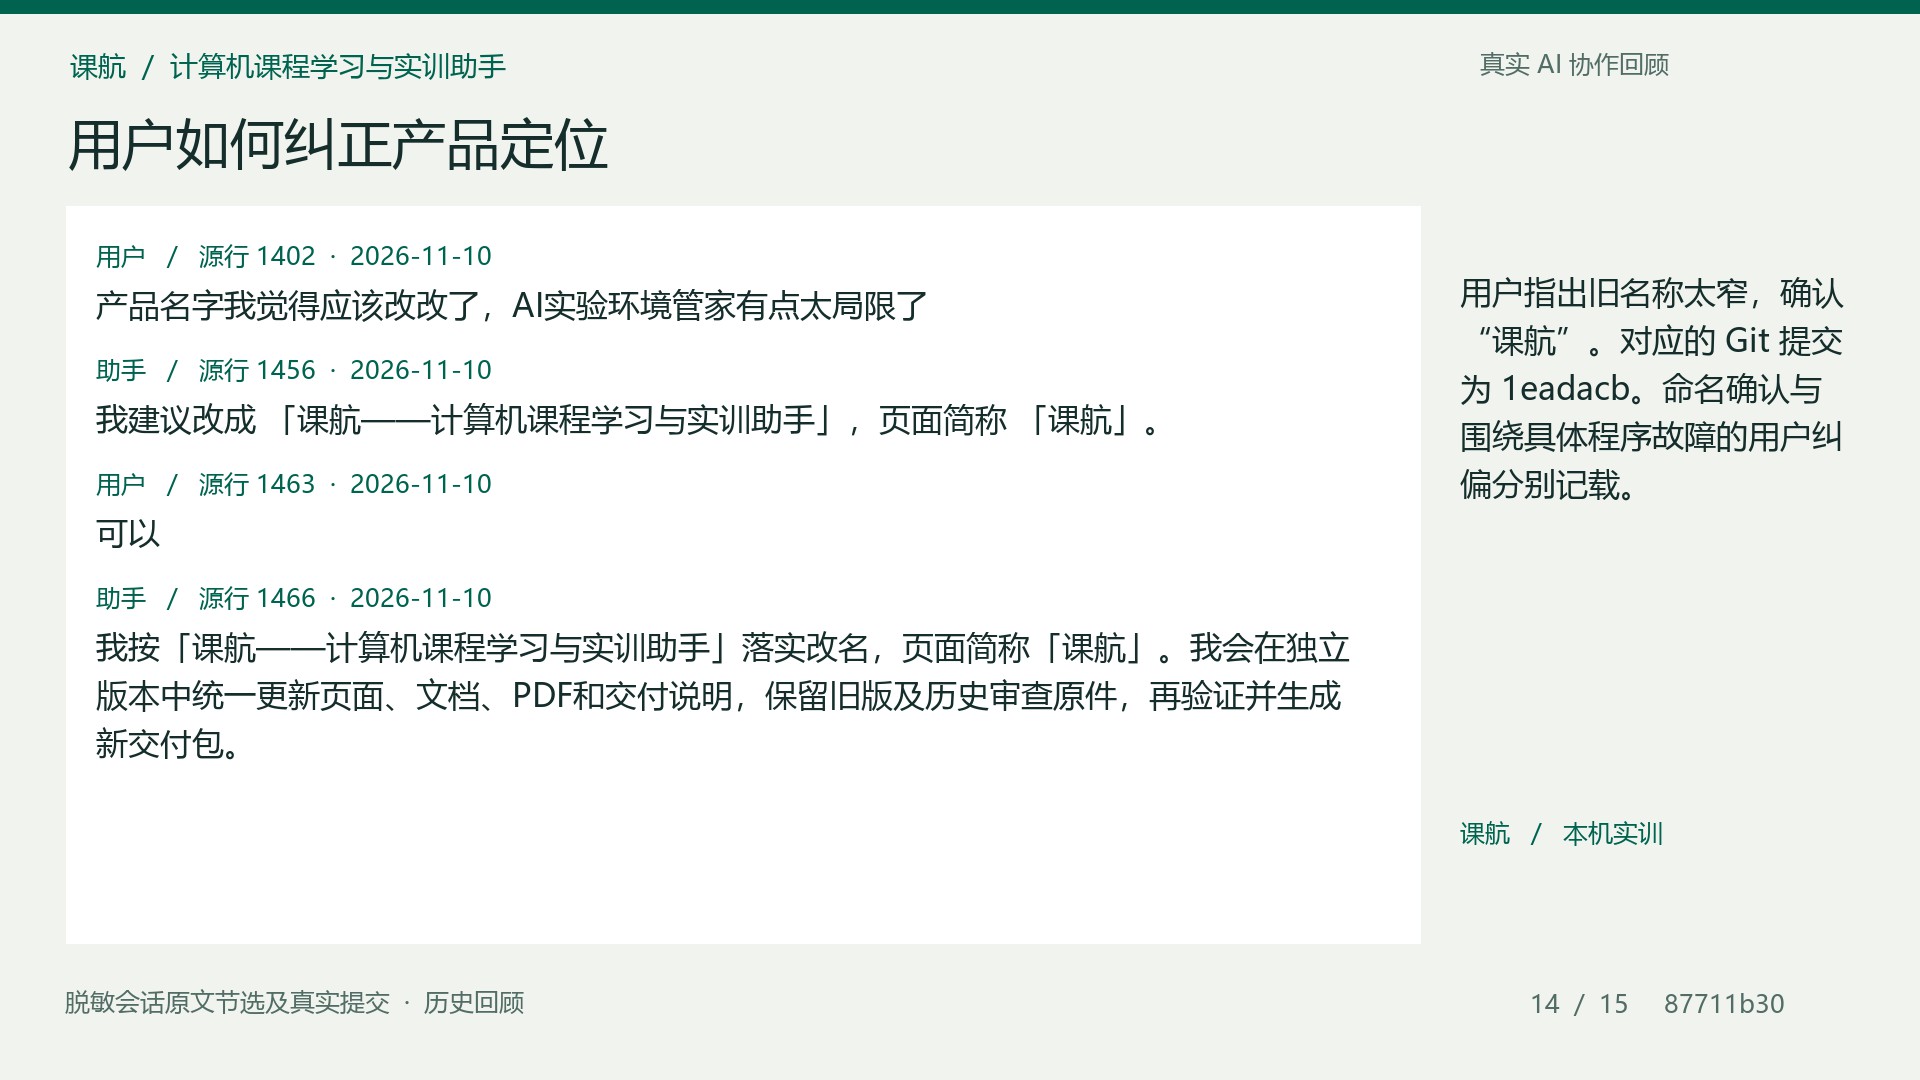 课航 / 计算机课程学习与实训助手
真实 AI 协作回顾
用户如何纠正产品定位
用户 / 源行 1402 · 2026-11-10
产品名字我觉得应该改改了，AI实验环境管家有点太局限了
助手 / 源行 1456 · 2026-11-10
我建议改成 「课航——计算机课程学习与实训助手」，页面简称 「课航」。
用户 / 源行 1463 · 2026-11-10
可以
助手 / 源行 1466 · 2026-11-10
我按「课航——计算机课程学习与实训助手」落实改名，页面简称「课航」。我会在独立
版本中统一更新页面、文档、PDF和交付说明，保留旧版及历史审查原件，再验证并生成
新交付包。
用户指出旧名称太窄，确认
“课航”。对应的 Git 提交
为 1eadacb。命名确认与
围绕具体程序故障的用户纠
偏分别记载。
课航 / 本机实训
脱敏会话原文节选及真实提交 · 历史回顾
14 / 15 87711b30